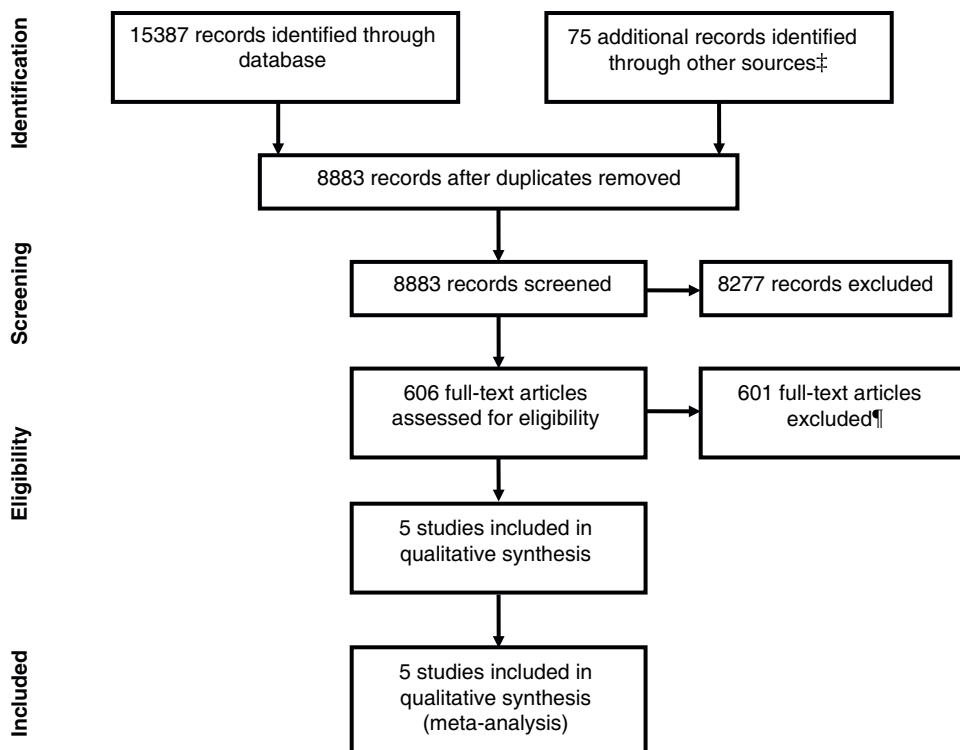 Identification
15387 records identified through
database
75 additional records identified
through other sources‡
8883 records after duplicates removed
Screening
8883 records screened
8277 records excluded
Eligibility
606 full-text articles
assessed for eligibility
601 full-text articles
excluded¶
5 studies included in
qualitative synthesis
Included
5 studies included in
qualitative synthesis
(meta-analysis)